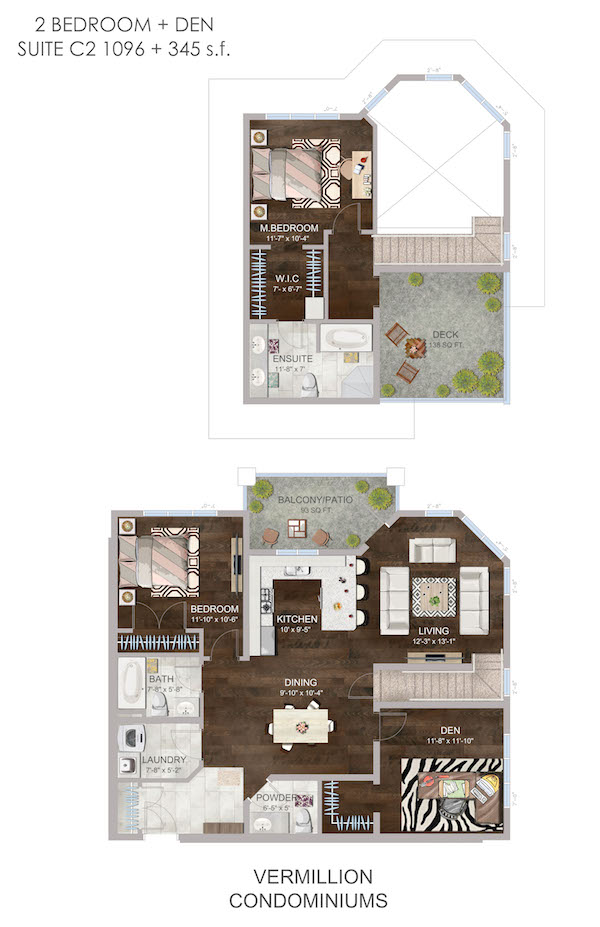 2 BEDROOM + DEN
SUITE C2 1096 + 345 s.f.
M.BEDROOM
11'-7" x 10'-4"
W.I.C
7'- x 6'-7"
ENSUITE
11'-8" x 7'
DECK
138 SQ FT.
BALCONY/PATIO
93 SQ FT
BEDROOM
11'-10" x 10'-6"
KITCHEN
10' x 9'-5"
LIVING
12'-3" x 13'-1"
BATH
7'-8" x 5'-8"
DINING
9'-10" x 10'-4"
DEN
11'-8" x 11'-10"
LAUNDRY
7'-8" x 5'-2"
POWDER
6'-5" x 5'
VERMILLION
CONDOMINIUMS